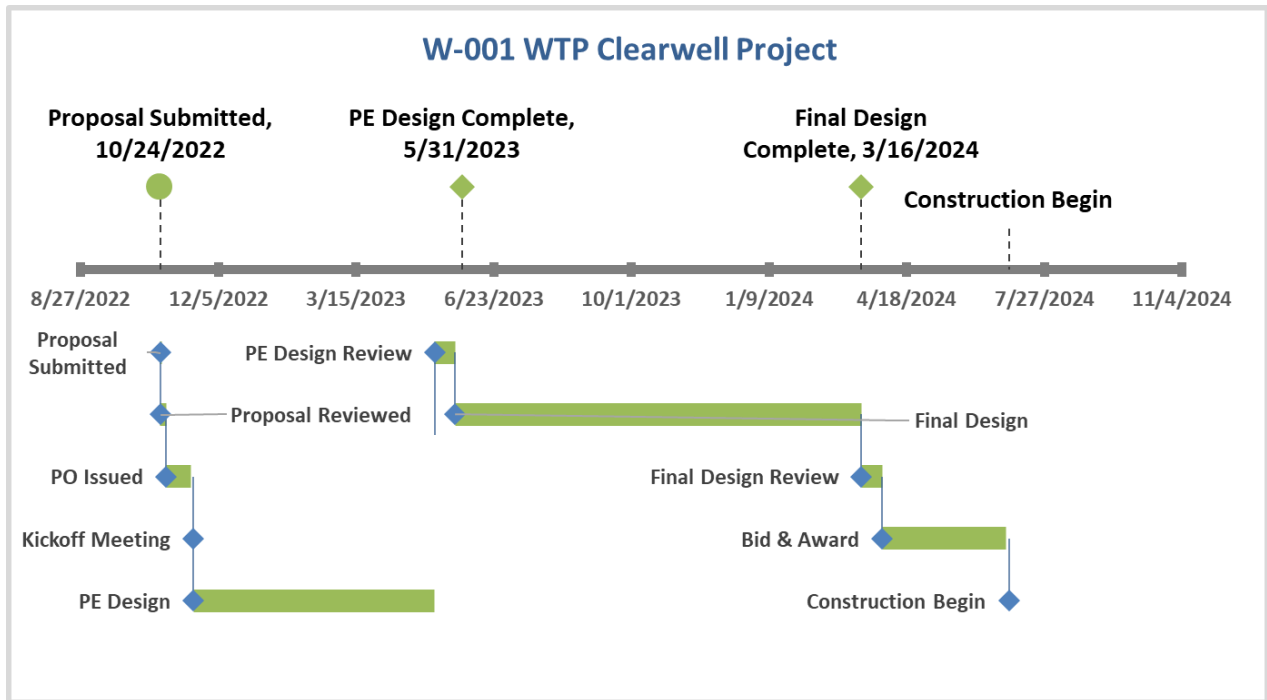 W-001 WTP Clearwell Project
Proposal Submitted,
10/24/2022
PE Design Complete,
5/31/2023
Final Design
Complete, 3/16/2024
Construction Begin
8/27/2022
12/5/2022
3/15/2023
6/23/2023
10/1/2023
1/9/2024
4/18/2024
7/27/2024
11/4/2024
Proposal
Submitted
PE Design Review
Proposal Reviewed
Final Design
PO Issued
Final Design Review
Kickoff Meeting
Bid & Award
PE Design
Construction Begin